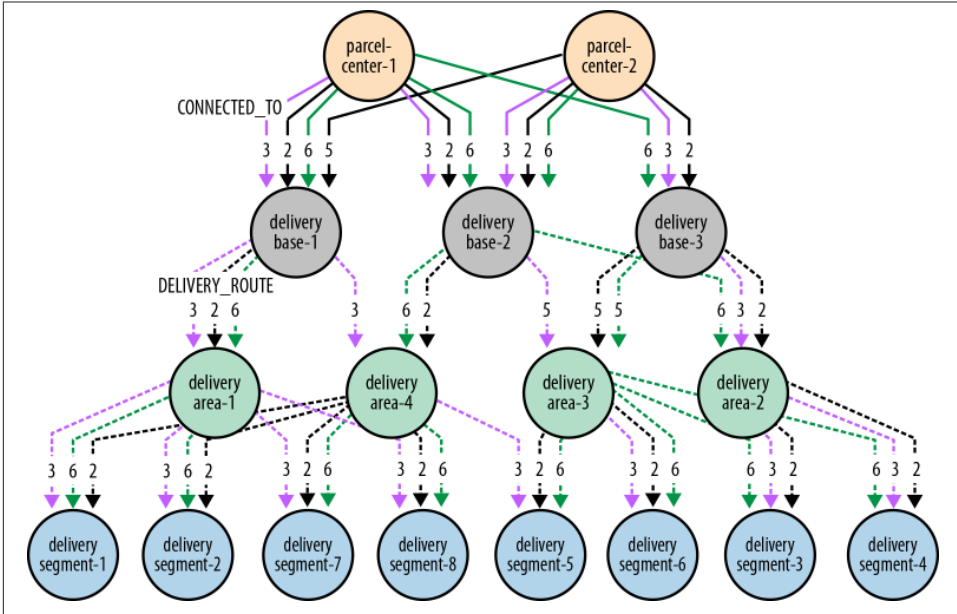 parcel-
center-1
parcel-
center-2
CONNECTED_TO
3 2 6 5 3 2 6 3 2 6 6 3 2
delivery
base-1
delivery
base-2
delivery
base-3
DELIVERY_ROUTE
3 2 6 3 6 2 5 5 5 6 3 2
delivery
area-1
delivery
area-4
delivery
area-3
delivery
area-2
3 6 2 3 6 2 3 2 6 3 2 6 3 2 6 3 2 6 6 3 2 6 3 2
delivery
segment-1
delivery
segment-2
delivery
segment-7
delivery
segment-8
delivery
segment-5
delivery
segment-6
delivery
segment-3
delivery
segment-4